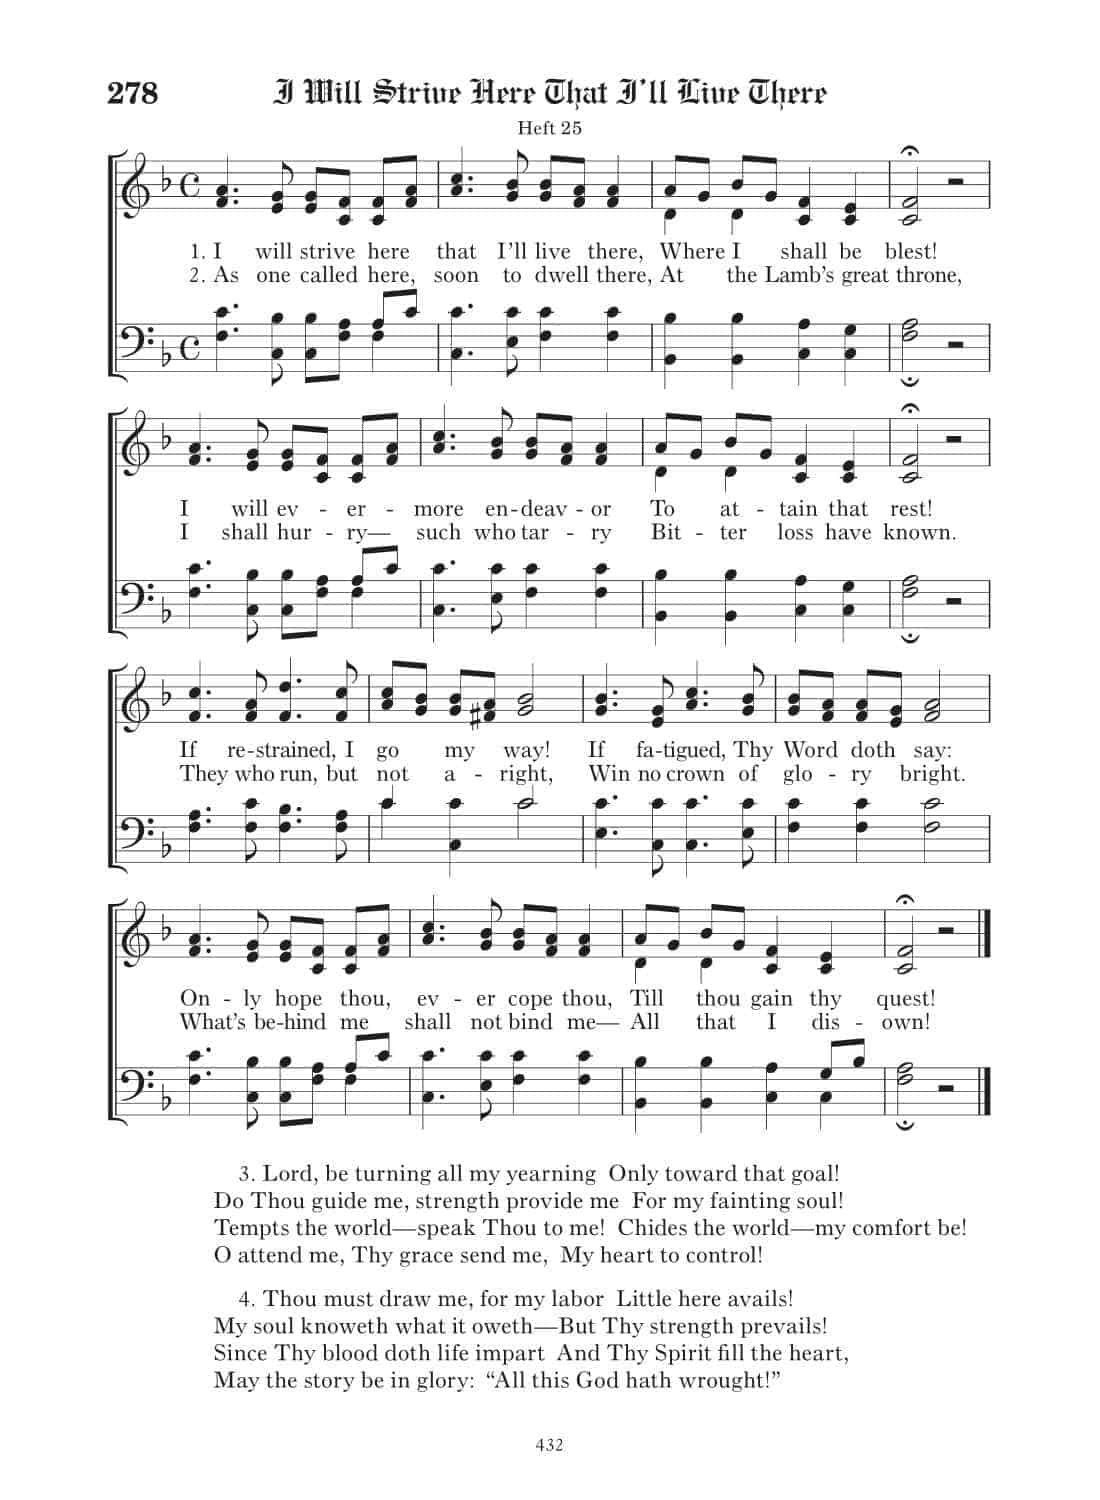 278 I Will Strive Here That I'll Live There
Heft 25
1. I will strive here that I'll live there, Where I shall be blest!
2. As one called here, soon to dwell there, At the Lamb's great throne,
I will ev - er - more en-deav - or To at - tain that rest!
I shall hur - ry— such who tar - ry Bit - ter loss have known.
If re-strained, I go my way! If fa-tigued, Thy Word doth say:
They who run, but not a - right, Win no crown of glo - ry bright.
On - ly hope thou, ev - er cope thou, Till thou gain thy quest!
What's be-hind me shall not bind me— All that I dis - own!
3. Lord, be turning all my yearning Only toward that goal!
Do Thou guide me, strength provide me For my fainting soul!
Tempts the world—speak Thou to me! Chides the world—my comfort be!
O attend me, Thy grace send me, My heart to control!
4. Thou must draw me, for my labor Little here avails!
My soul knoweth what it oweth—But Thy strength prevails!
Since Thy blood doth life impart And Thy Spirit fill the heart,
May the story be in glory: “All this God hath wrought!”
432